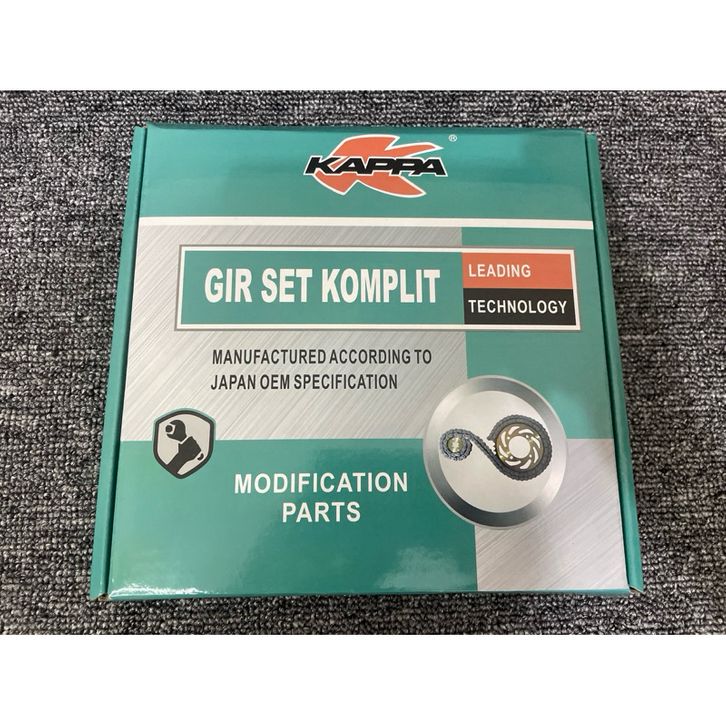 KAPPA®
GIR SET KOMPLIT
LEADING
TECHNOLOGY
MANUFACTURED ACCORDING TO
JAPAN OEM SPECIFICATION
MODIFICATION
PARTS